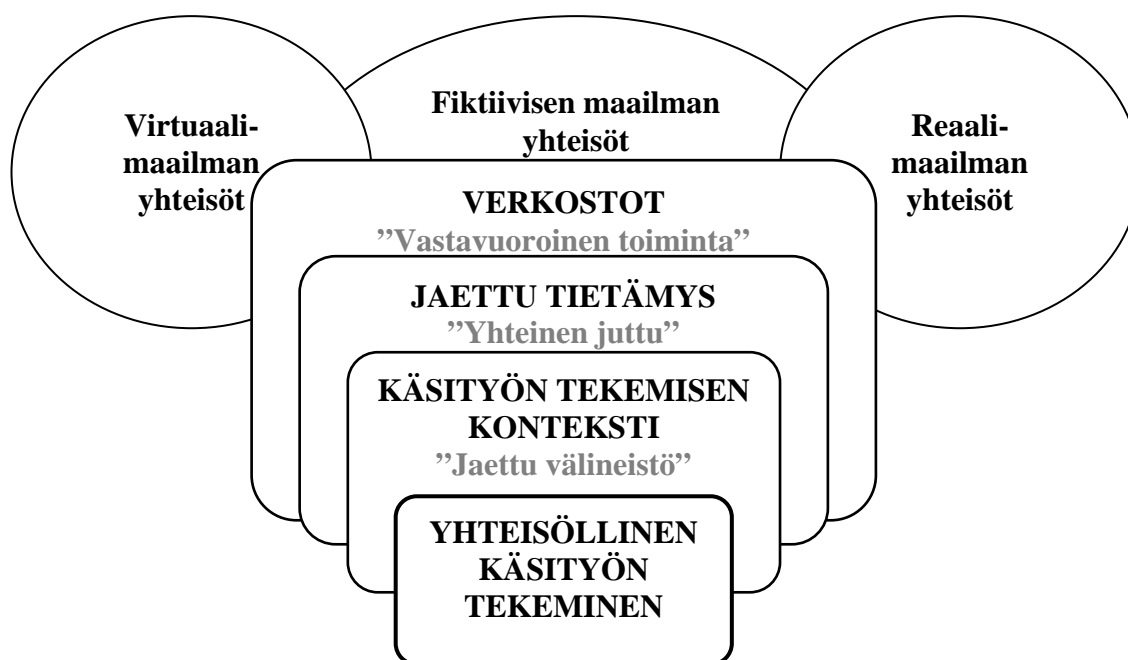 Virtuaali-
maailman
yhteisöt
Fiktiivisen maailman
yhteisöt
Reaali-
maailman
yhteisöt
VERKOSTOT
”Vastavuoroinen toiminta”
JAETTU TIETÄMYS
”Yhteinen juttu”
KÄSITYÖN TEKEMISEN
KONTEKSTI
”Jaettu välineistö”
YHTEISÖLLINEN
KÄSITYÖN
TEKEMINEN